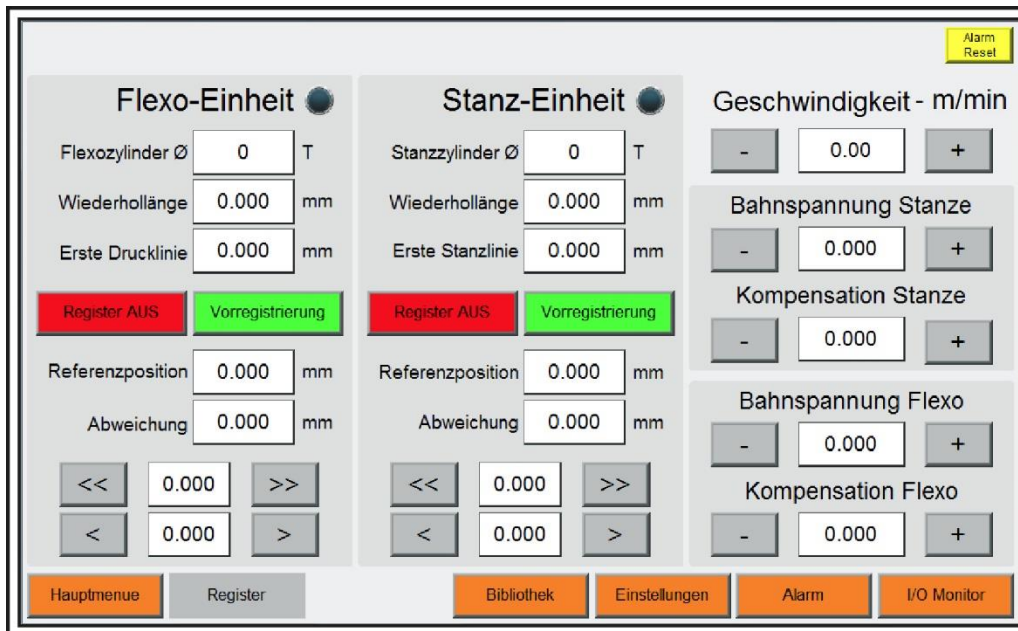 Alarm
Reset
Flexo-Einheit
Flexozylinder Ø 0 T
Wiederhollänge 0.000 mm
Erste Drucklinie 0.000 mm
Register AUS Vorregistrierung
Referenzposition 0.000 mm
Abweichung 0.000 mm
<< 0.000 >>
< 0.000 >
Stanz-Einheit
Stanzzylinder Ø 0 T
Wiederhollänge 0.000 mm
Erste Stanzlinie 0.000 mm
Register AUS Vorregistrierung
Referenzposition 0.000 mm
Abweichung 0.000 mm
<< 0.000 >>
< 0.000 >
Geschwindigkeit - m/min
- 0.00 +
Bahnspannung Stanze
- 0.000 +
Kompensation Stanze
- 0.000 +
Bahnspannung Flexo
- 0.000 +
Kompensation Flexo
- 0.000 +
Hauptmenue Register Bibliothek Einstellungen Alarm I/O Monitor